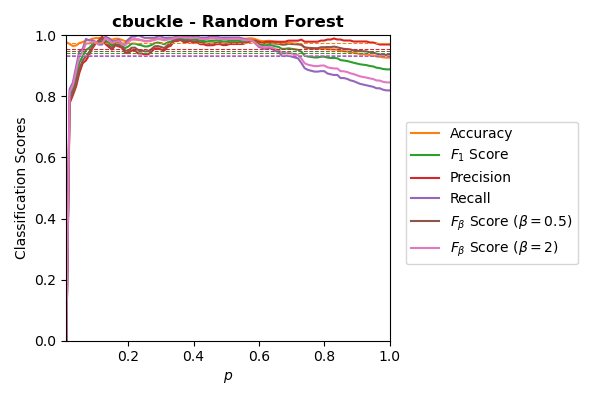 cbuckle - Random Forest
1.0
0.8
0.6
0.4
0.2
0.0
Classification Scores
0.2 0.4 0.6 0.8 1.0
p
Accuracy
F₁ Score
Precision
Recall
Fᵦ Score (β = 0.5)
Fᵦ Score (β = 2)